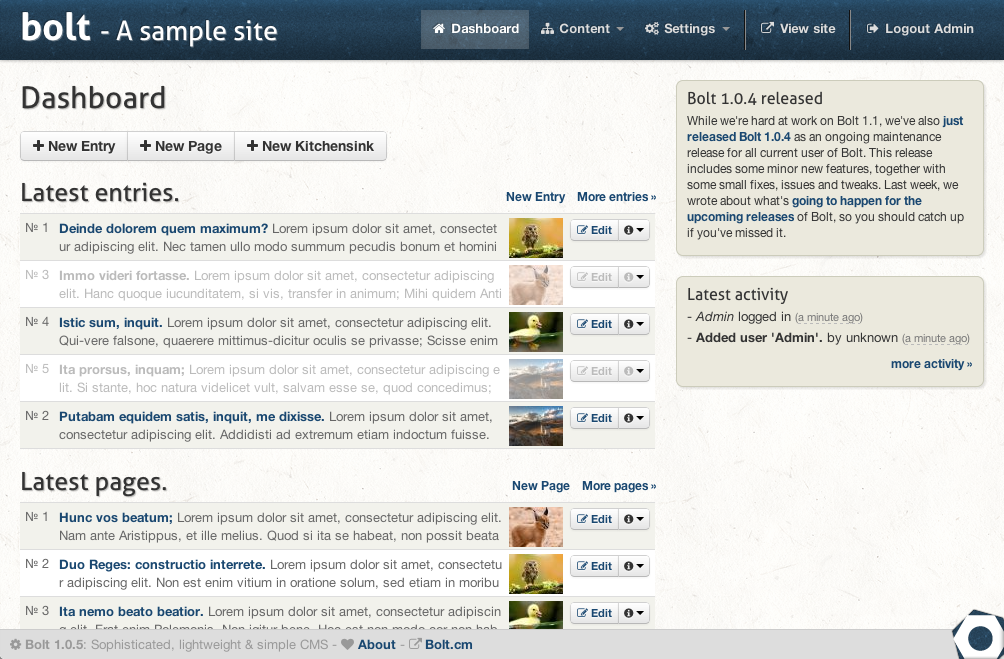 bolt - A sample site
Dashboard
Content
Settings
View site
Logout Admin
Dashboard
New Entry
New Page
New Kitchensink
Latest entries.
New Entry
More entries »
№ 1
Deinde dolorem quem maximum? Lorem ipsum dolor sit amet, consectet
ur adipiscing elit. Nec tamen ullo modo summum pecudis bonum et homini
Edit
№ 3
Immo videri fortasse. Lorem ipsum dolor sit amet, consectetur adipiscing
elit. Hanc quoque iucunditatem, si vis, transfer in animum; Mihi quidem Anti
Edit
№ 4
Istic sum, inquit. Lorem ipsum dolor sit amet, consectetur adipiscing elit.
Qui-vere falsone, quaerere mittimus-dicitur oculis se privasse; Scisse enim
Edit
№ 5
Ita prorsus, inquam; Lorem ipsum dolor sit amet, consectetur adipiscing e
lit. Si stante, hoc natura videlicet vult, salvam esse se, quod concedimus;
Edit
№ 2
Putabam equidem satis, inquit, me dixisse. Lorem ipsum dolor sit amet,
consectetur adipiscing elit. Addidisti ad extremum etiam indoctum fuisse.
Edit
Latest pages.
New Page
More pages »
№ 1
Hunc vos beatum; Lorem ipsum dolor sit amet, consectetur adipiscing elit.
Nam ante Aristippus, et ille melius. Quod si ita se habeat, non possit beata
Edit
№ 2
Duo Reges: constructio interrete. Lorem ipsum dolor sit amet, consectetu
r adipiscing elit. Non est enim vitium in oratione solum, sed etiam in moribu
Edit
№ 3
Ita nemo beato beatior. Lorem ipsum dolor sit amet, consectetur adipiscin
Edit
Bolt 1.0.4 released
While we're hard at work on Bolt 1.1, we've also just
released Bolt 1.0.4 as an ongoing maintenance
release for all current user of Bolt. This release
includes some minor new features, together with
some small fixes, issues and tweaks. Last week, we
wrote about what's going to happen for the
upcoming releases of Bolt, so you should catch up
if you've missed it.
Latest activity
- Admin logged in (a minute ago)
- Added user 'Admin'. by unknown (a minute ago)
more activity »
Bolt 1.0.5: Sophisticated, lightweight & simple CMS - About - Bolt.cm